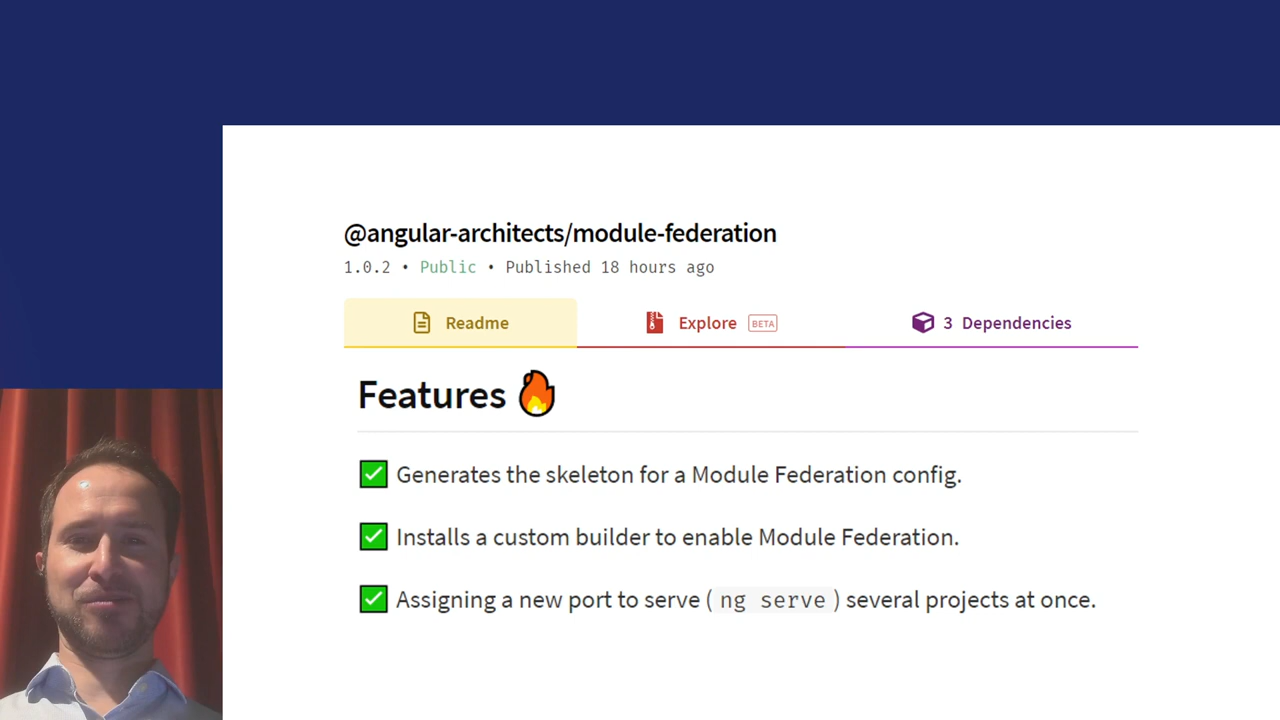 @angular-architects/module-federation
1.0.2 • Public • Published 18 hours ago
Readme
Explore BETA
3 Dependencies
Features 🔥
✅ Generates the skeleton for a Module Federation config.
✅ Installs a custom builder to enable Module Federation.
✅ Assigning a new port to serve ( ng serve ) several projects at once.